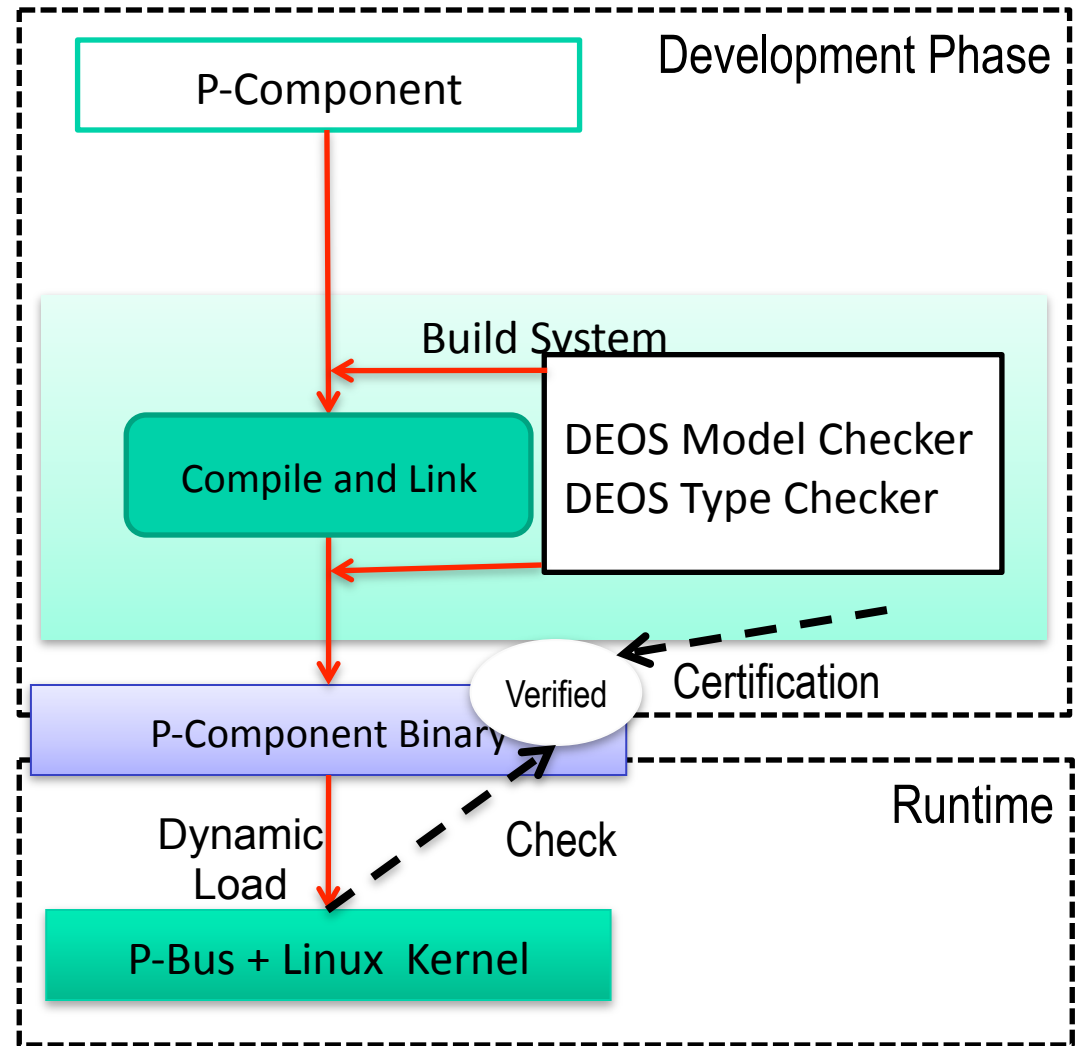 Development Phase
P-Component
Build System
DEOS Model Checker
DEOS Type Checker
Compile and Link
Certification
Verified
P-Component Binary
Runtime
Dynamic
Load
Check
P-Bus + Linux Kernel